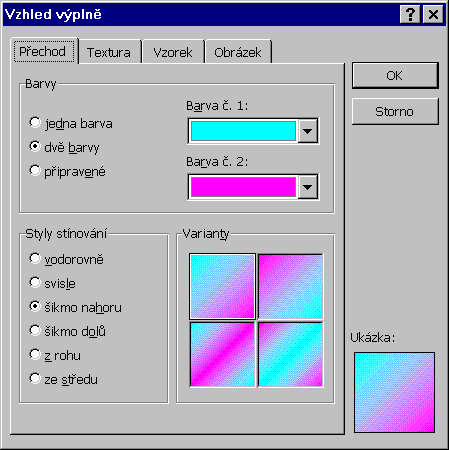 Vzhled výplně
Přechod
Textura
Vzorek
Obrázek
OK
Storno
Barvy
jedna barva
dvě barvy
připravené
Barva č. 1:
Barva č. 2:
Styly stínování
vodorovně
svisle
šikmo nahoru
šikmo dolů
z rohu
ze středu
Varianty
Ukázka: